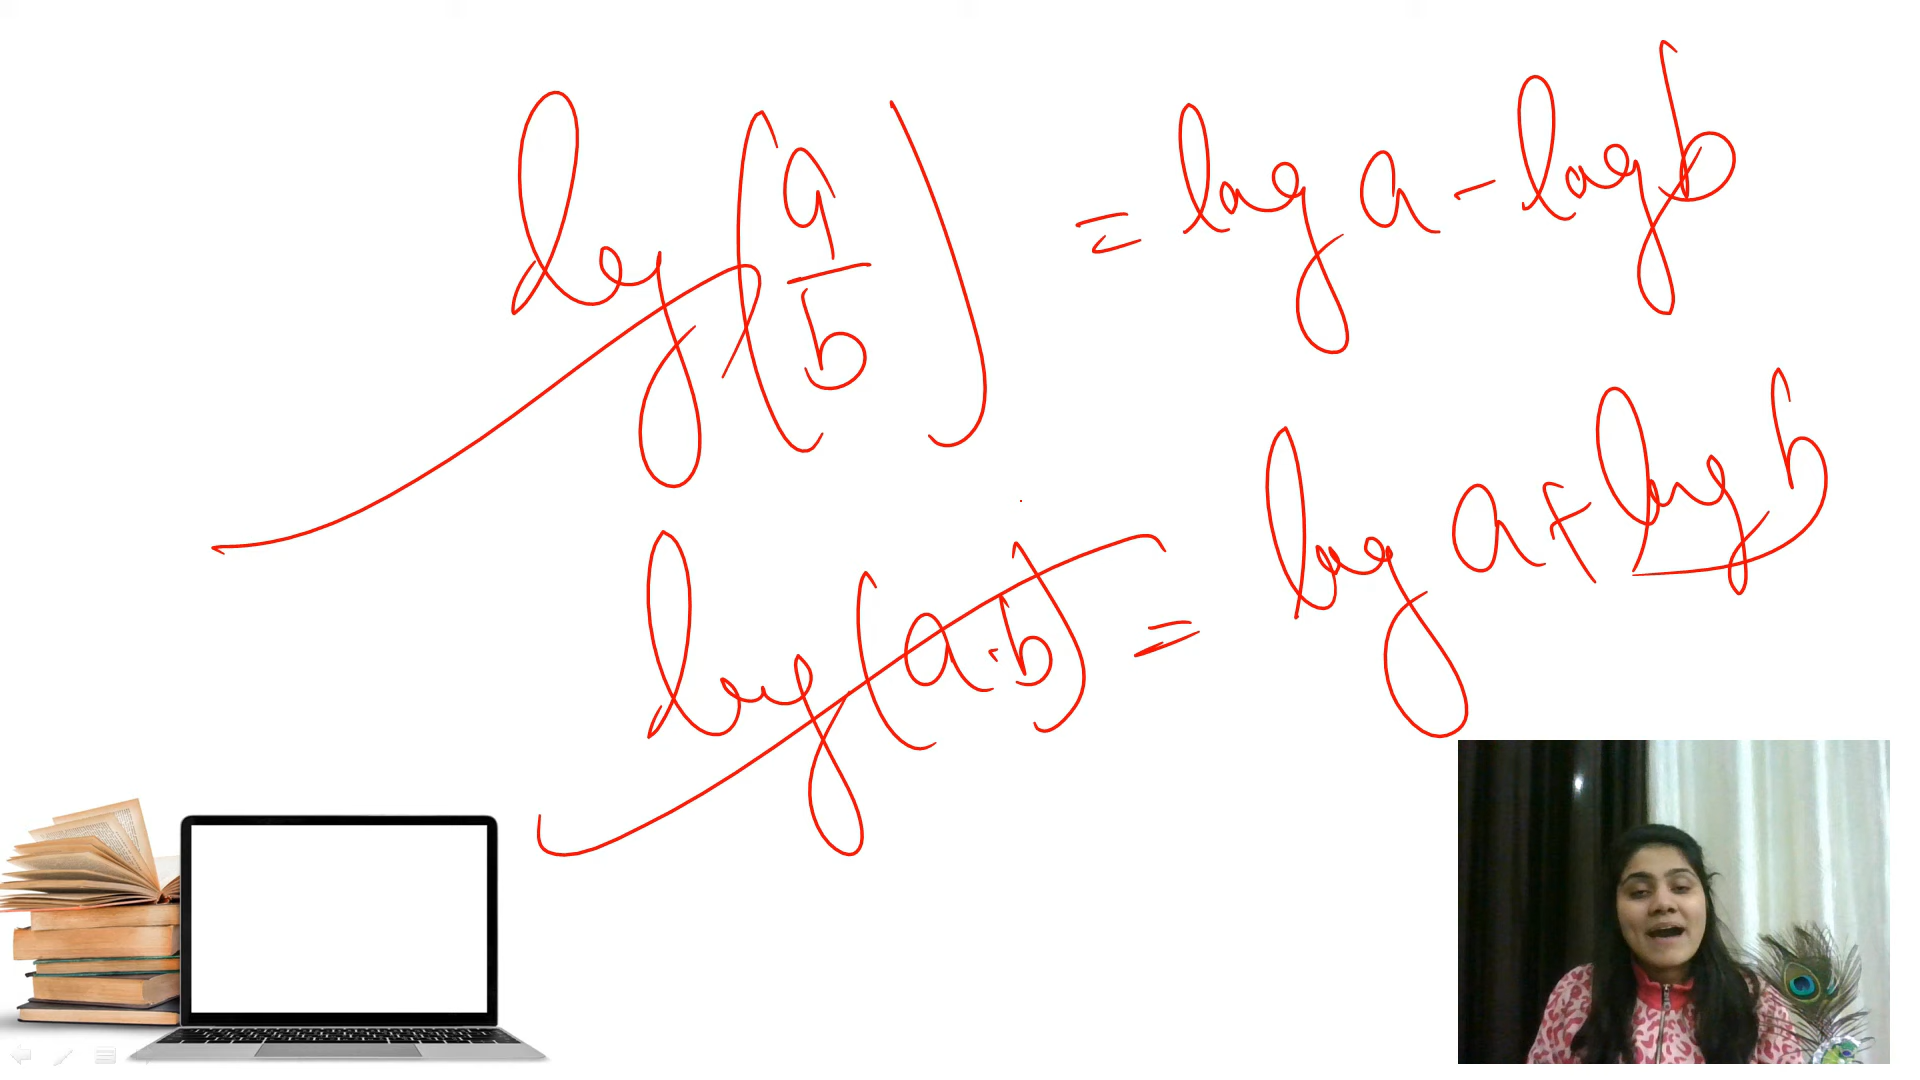 log (a/b) = log a - log b
log (a·b) = log a + log b